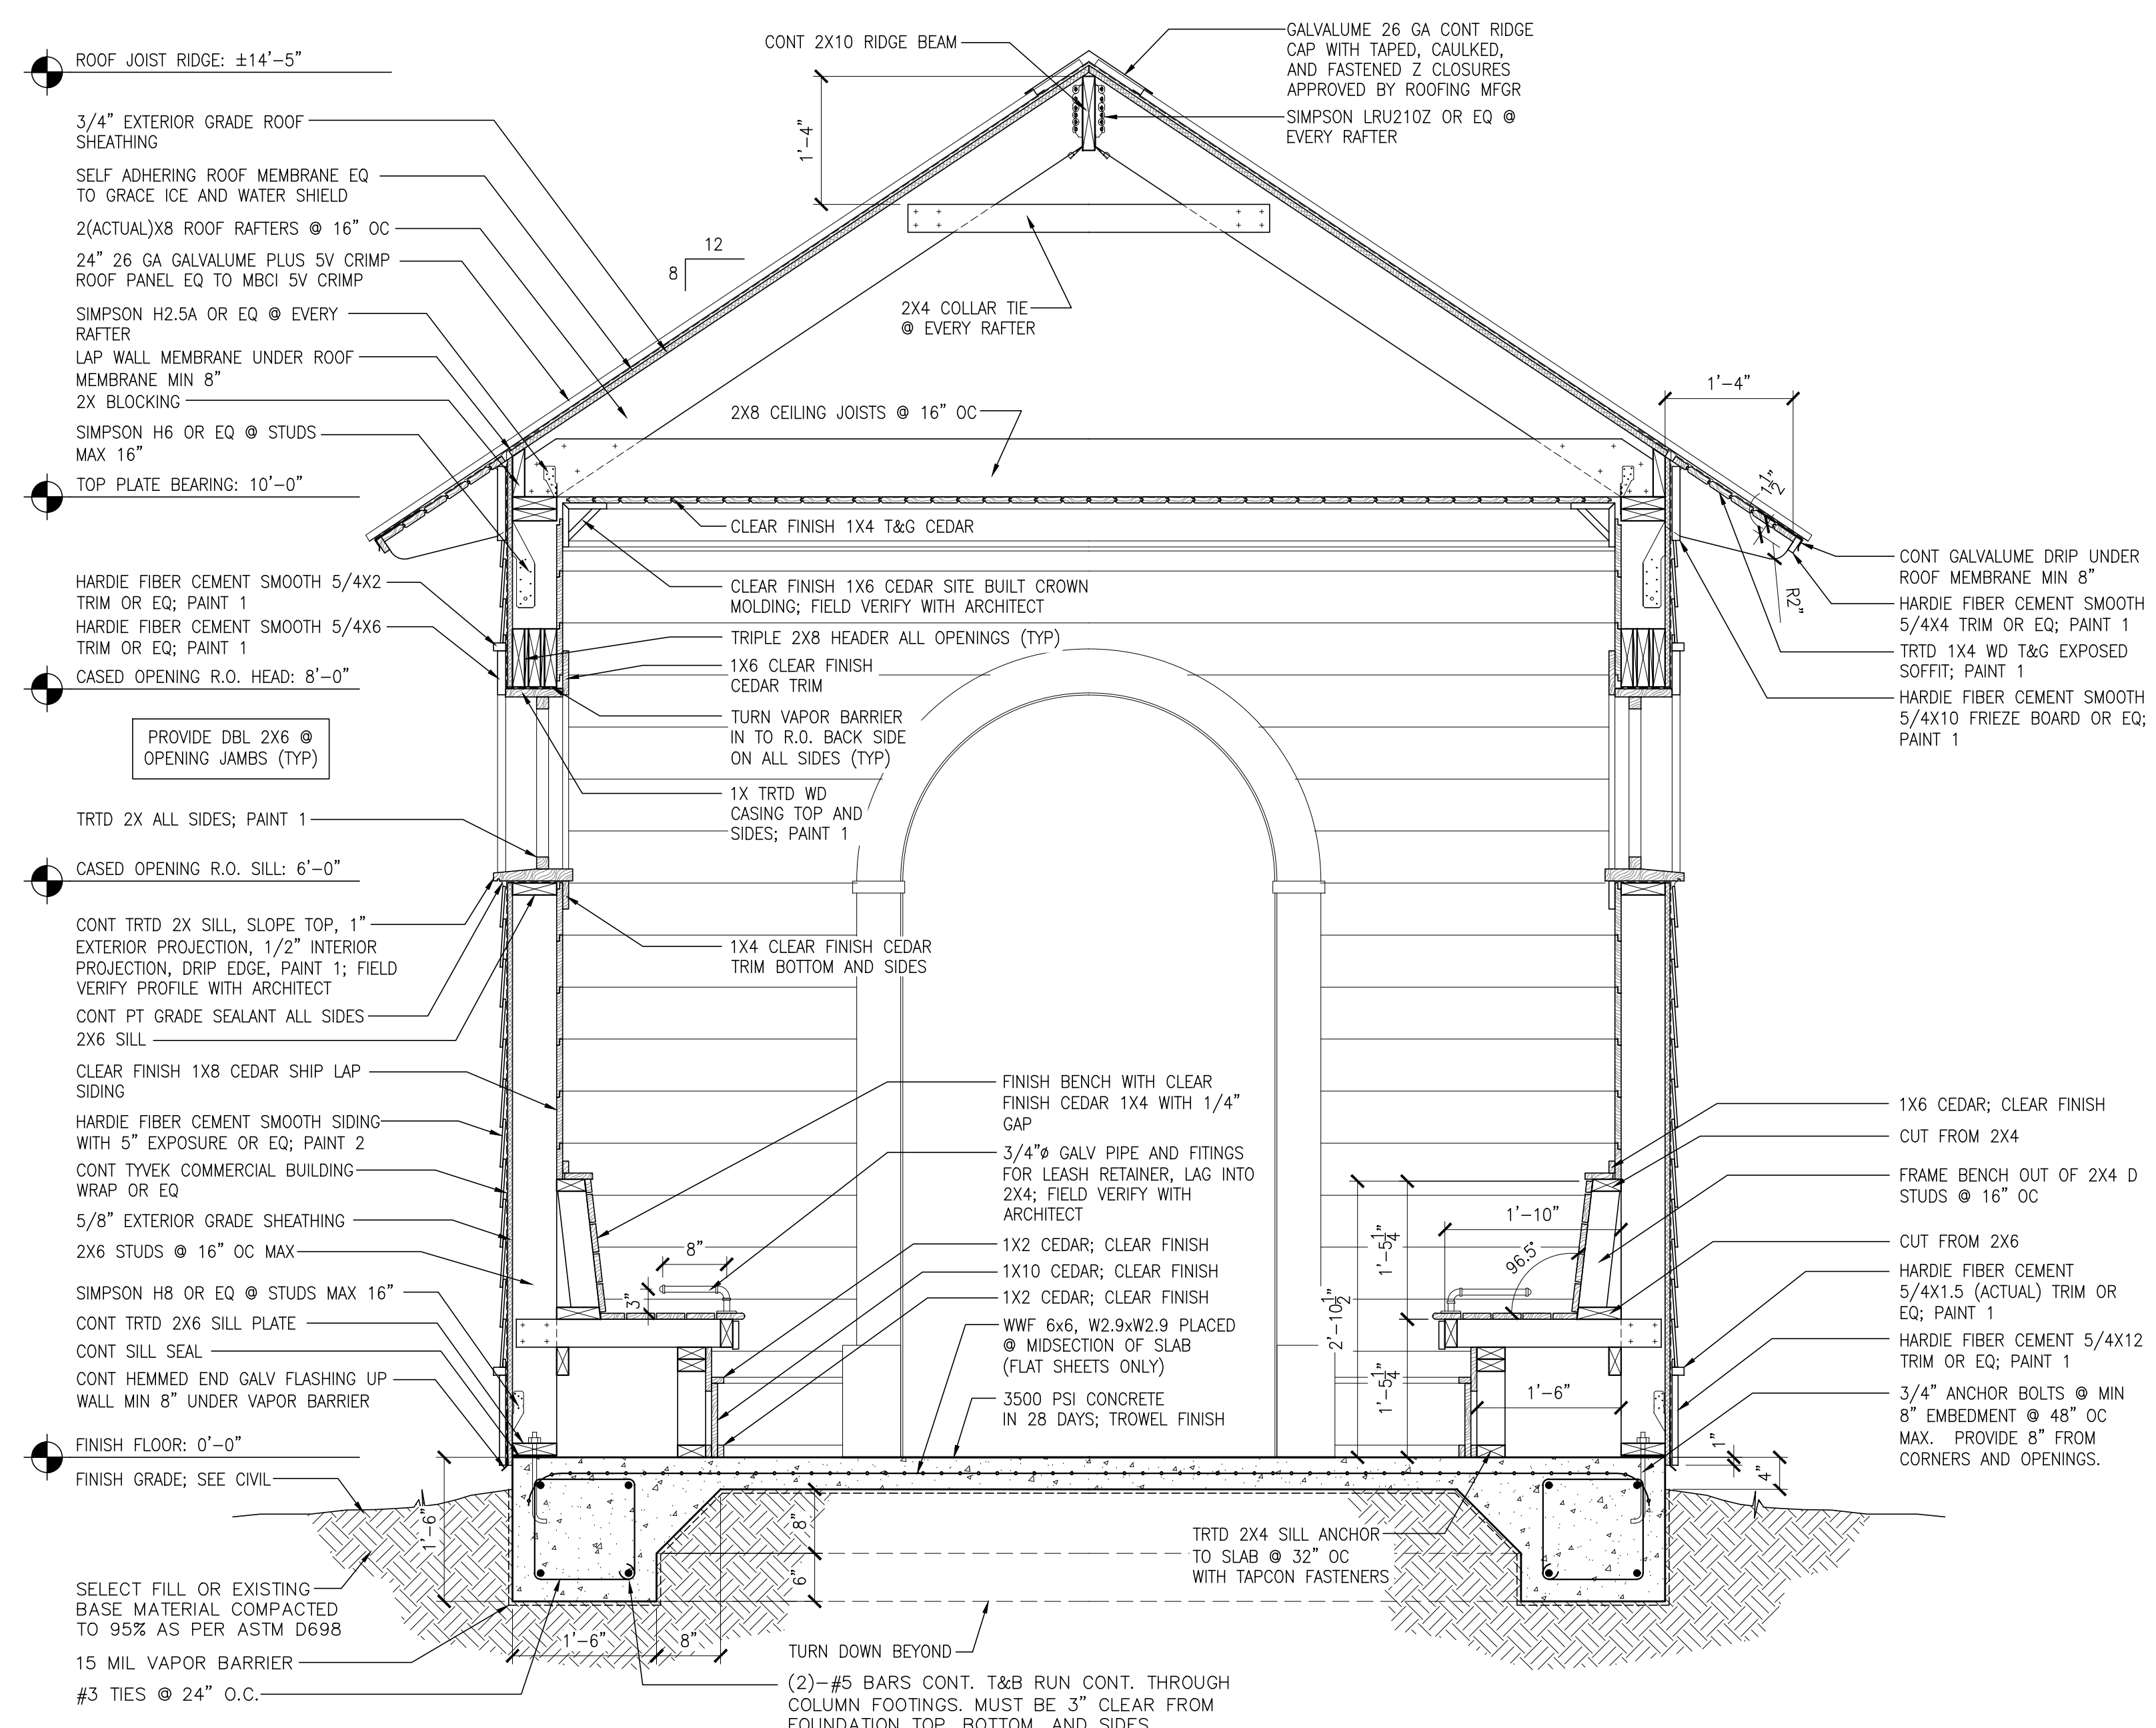 ROOF JOIST RIDGE: ±14'-5"
3/4" EXTERIOR GRADE ROOF
SHEATHING
SELF ADHERING ROOF MEMBRANE EQ
TO GRACE ICE AND WATER SHIELD
2(ACTUAL)X8 ROOF RAFTERS @ 16" OC
24" 26 GA GALVALUME PLUS 5V CRIMP
ROOF PANEL EQ TO MBCI 5V CRIMP
SIMPSON H2.5A OR EQ @ EVERY
RAFTER
LAP WALL MEMBRANE UNDER ROOF
MEMBRANE MIN 8"
2X BLOCKING
SIMPSON H6 OR EQ @ STUDS
MAX 16"
TOP PLATE BEARING: 10'-0"
HARDIE FIBER CEMENT SMOOTH 5/4X2
TRIM OR EQ; PAINT 1
HARDIE FIBER CEMENT SMOOTH 5/4X6
TRIM OR EQ; PAINT 1
CASED OPENING R.O. HEAD: 8'-0"
PROVIDE DBL 2X6 @
OPENING JAMBS (TYP)
TRTD 2X ALL SIDES; PAINT 1
CASED OPENING R.O. SILL: 6'-0"
CONT TRTD 2X SILL, SLOPE TOP, 1"
EXTERIOR PROJECTION, 1/2" INTERIOR
PROJECTION, DRIP EDGE, PAINT 1; FIELD
VERIFY PROFILE WITH ARCHITECT
CONT PT GRADE SEALANT ALL SIDES
2X6 SILL
CLEAR FINISH 1X8 CEDAR SHIP LAP
SIDING
HARDIE FIBER CEMENT SMOOTH SIDING
WITH 5" EXPOSURE OR EQ; PAINT 2
CONT TYVEK COMMERCIAL BUILDING
WRAP OR EQ
5/8" EXTERIOR GRADE SHEATHING
2X6 STUDS @ 16" OC MAX
SIMPSON H8 OR EQ @ STUDS MAX 16"
CONT TRTD 2X6 SILL PLATE
CONT SILL SEAL
CONT HEMMED END GALV FLASHING UP
WALL MIN 8" UNDER VAPOR BARRIER
FINISH FLOOR: 0'-0"
FINISH GRADE; SEE CIVIL
SELECT FILL OR EXISTING
BASE MATERIAL COMPACTED
TO 95% AS PER ASTM D698
15 MIL VAPOR BARRIER
#3 TIES @ 24" O.C.
CONT 2X10 RIDGE BEAM
1'-4"
12
8
2X4 COLLAR TIE
@ EVERY RAFTER
2X8 CEILING JOISTS @ 16" OC
CLEAR FINISH 1X4 T&G CEDAR
CLEAR FINISH 1X6 CEDAR SITE BUILT CROWN
MOLDING; FIELD VERIFY WITH ARCHITECT
TRIPLE 2X8 HEADER ALL OPENINGS (TYP)
1X6 CLEAR FINISH
CEDAR TRIM
TURN VAPOR BARRIER
IN TO R.O. BACK SIDE
ON ALL SIDES (TYP)
1X TRTD WD
CASING TOP AND
SIDES; PAINT 1
1X4 CLEAR FINISH CEDAR
TRIM BOTTOM AND SIDES
FINISH BENCH WITH CLEAR
FINISH CEDAR 1X4 WITH 1/4"
GAP
3/4"ø GALV PIPE AND FITINGS
FOR LEASH RETAINER, LAG INTO
2X4; FIELD VERIFY WITH
ARCHITECT
1X2 CEDAR; CLEAR FINISH
1X10 CEDAR; CLEAR FINISH
1X2 CEDAR; CLEAR FINISH
WWF 6x6, W2.9xW2.9 PLACED
@ MIDSECTION OF SLAB
(FLAT SHEETS ONLY)
3500 PSI CONCRETE
IN 28 DAYS; TROWEL FINISH
8"
3"
1'-6"
1'-6"
8"
8"
6"
TURN DOWN BEYOND
(2)-#5 BARS CONT. T&B RUN CONT. THROUGH
COLUMN FOOTINGS. MUST BE 3" CLEAR FROM
FOUNDATION TOP, BOTTOM, AND SIDES
TRTD 2X4 SILL ANCHOR
TO SLAB @ 32" OC
WITH TAPCON FASTENERS
GALVALUME 26 GA CONT RIDGE
CAP WITH TAPED, CAULKED,
AND FASTENED Z CLOSURES
APPROVED BY ROOFING MFGR
SIMPSON LRU210Z OR EQ @
EVERY RAFTER
1'-4"
1 1/2"
R2"
CONT GALVALUME DRIP UNDER
ROOF MEMBRANE MIN 8"
HARDIE FIBER CEMENT SMOOTH
5/4X4 TRIM OR EQ; PAINT 1
TRTD 1X4 WD T&G EXPOSED
SOFFIT; PAINT 1
HARDIE FIBER CEMENT SMOOTH
5/4X10 FRIEZE BOARD OR EQ;
PAINT 1
1X6 CEDAR; CLEAR FINISH
CUT FROM 2X4
FRAME BENCH OUT OF 2X4 D
STUDS @ 16" OC
CUT FROM 2X6
HARDIE FIBER CEMENT
5/4X1.5 (ACTUAL) TRIM OR
EQ; PAINT 1
HARDIE FIBER CEMENT 5/4X12
TRIM OR EQ; PAINT 1
3/4" ANCHOR BOLTS @ MIN
8" EMBEDMENT @ 48" OC
MAX. PROVIDE 8" FROM
CORNERS AND OPENINGS.
1'-10"
96.5°
1'-5 1/4"
2'-10 1/2"
1'-5 1/4"
1'-6"
1"
4"